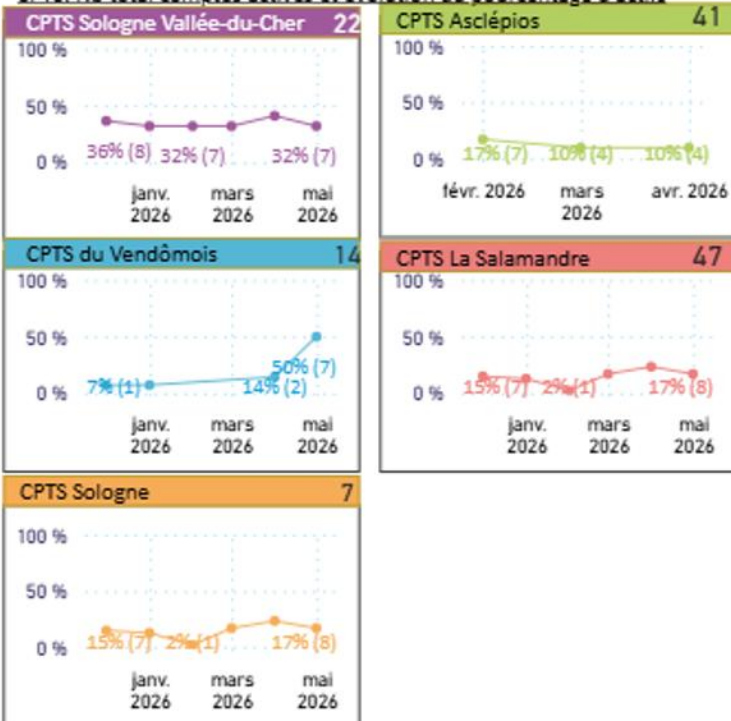 CPTS Sologne Vallée-du-Cher 22
100 %
50 %
0 %
36% (8) 32% (7) 32% (7)
janv. 2026 mars 2026 mai 2026
CPTS Asclépios 41
100 %
50 %
0 %
17% (7) 10% (4) 10% (4)
févr. 2026 mars 2026 avr. 2026
CPTS du Vendômois 14
100 %
50 %
0 %
7% (1) 14% (2) 50% (7)
janv. 2026 mars 2026 mai 2026
CPTS La Salamandre 47
100 %
50 %
0 %
15% (7) 2% (1) 17% (8)
janv. 2026 mars 2026 mai 2026
CPTS Sologne 7
100 %
50 %
0 %
15% (7) 2% (1) 17% (8)
janv. 2026 mars 2026 mai 2026